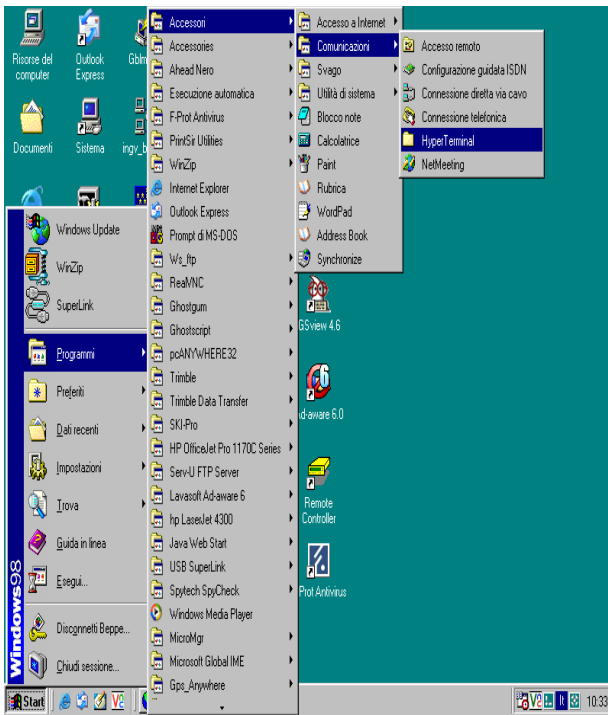 Risorse del
computer
Outlook
Express
Documenti
Sistema
Windows Update
WinZip
SuperLink
Programmi
Preferiti
Dati recenti
Impostazioni
Trova
Guida in linea
Esegui...
Disconnetti Beppe...
Chiudi sessione...
Windows98
Accessori
Accessories
Ahead Nero
Esecuzione automatica
F-Prot Antivirus
PrintSir Utilities
WinZip
Internet Explorer
Outlook Express
Prompt di MS-DOS
Ws_ftp
RealVNC
Ghostgum
Ghostscript
pcANYWHERE32
Trimble
Trimble Data Transfer
SKI-Pro
HP OfficeJet Pro 1170C Series
Serv-U FTP Server
Lavasoft Ad-aware 6
hp LaserJet 4300
Java Web Start
USB SuperLink
Spytech SpyCheck
Windows Media Player
MicroMgr
Microsoft Global IME
Gps_Anywhere
Accesso a Internet
Comunicazioni
Svago
Utilità di sistema
Blocco note
Calcolatrice
Paint
Rubrica
WordPad
Address Book
Synchronize
Accesso remoto
Configurazione guidata ISDN
Connessione diretta via cavo
Connessione telefonica
HyperTerminal
NetMeeting
GSview 4.6
d-aware 6.0
Remote
Controller
Prot Antivirus
Start
It
10:33